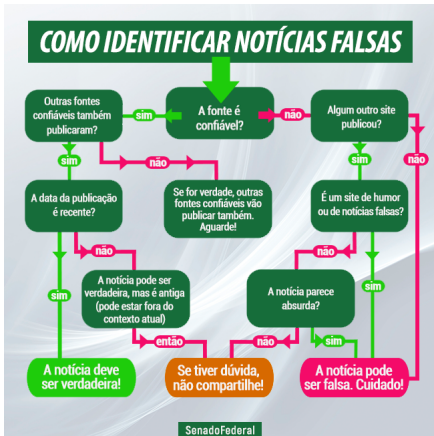 COMO IDENTIFICAR NOTÍCIAS FALSAS
Outras fontes
confiáveis também
publicaram?
sim
A fonte é
confiável?
não
Algum outro site
publicou?
sim
não
sim
não
Se for verdade, outras
fontes confiáveis vão
publicar também.
Aguarde!
A data da publicação
é recente?
É um site de humor
ou de notícias falsas?
não
não
sim
sim
A notícia pode ser
verdadeira, mas é antiga
(pode estar fora do
contexto atual)
A notícia parece
absurda?
então
não
sim
A notícia deve
ser verdadeira!
Se tiver dúvida,
não compartilhe!
A notícia pode
ser falsa. Cuidado!
SenadoFederal